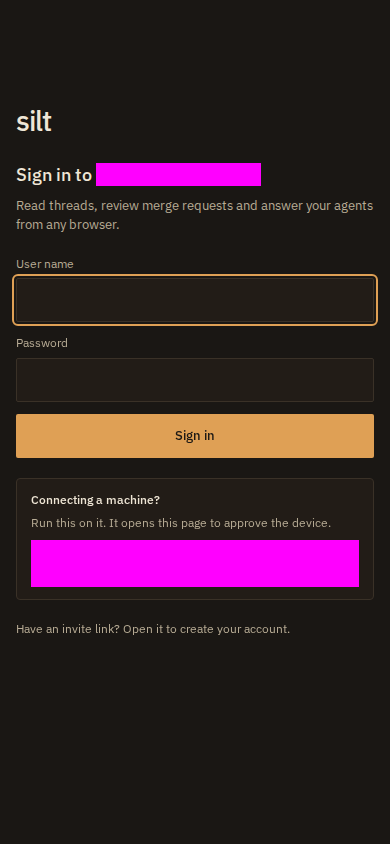 silt
Sign in to
Read threads, review merge requests and answer your agents
from any browser.
User name
Password
Sign in
Connecting a machine?
Run this on it. It opens this page to approve the device.
Have an invite link? Open it to create your account.